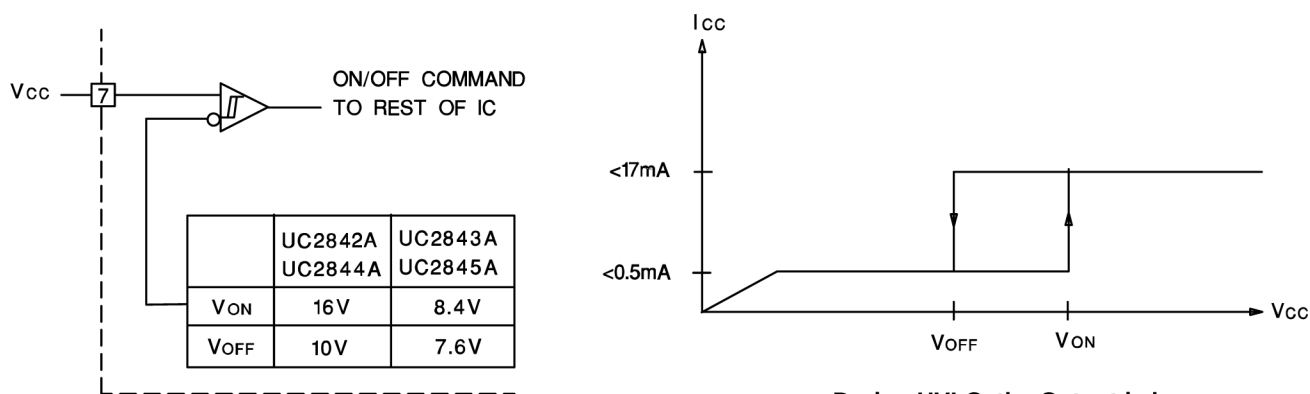 Vcc
7
ON/OFF COMMAND
TO REST OF IC
UC2842A UC2843A
UC2844A UC2845A
VON 16V 8.4V
VOFF 10V 7.6V
Icc
<17mA
<0.5mA
VOFF VON
Vcc